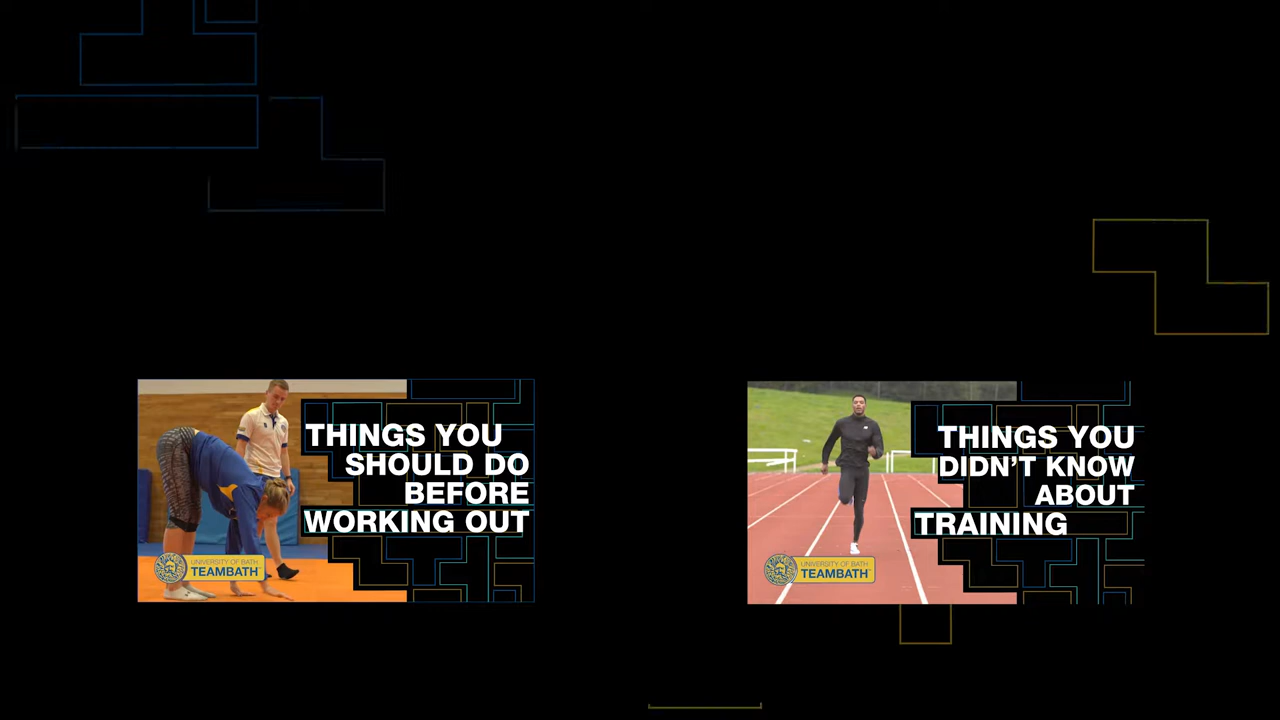 THINGS YOU
SHOULD DO
BEFORE
WORKING OUT
UNIVERSITY OF BATH
TEAMBATH
THINGS YOU
DIDN'T KNOW
ABOUT
TRAINING
UNIVERSITY OF BATH
TEAMBATH